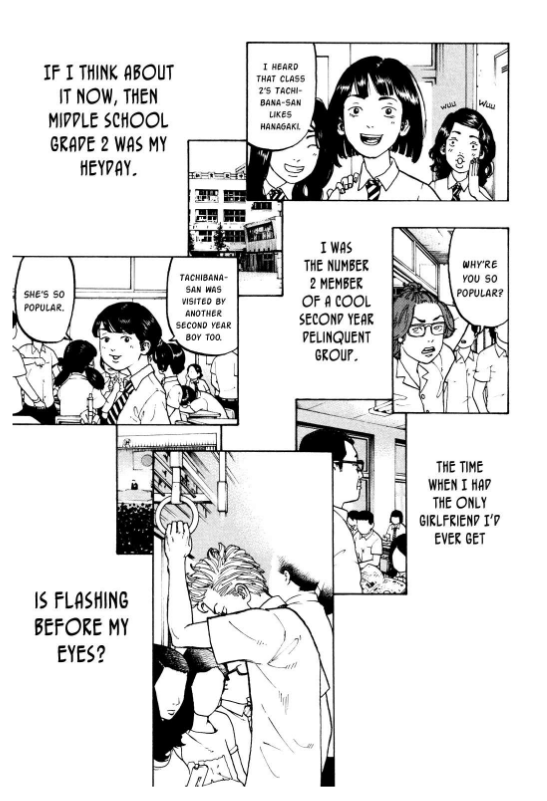 IF I THINK ABOUT
IT NOW, THEN
MIDDLE SCHOOL
GRADE 2 WAS MY
HEYDAY.
I HEARD
THAT CLASS
2'S TACHI-
BANA-SAN
LIKES
HANAGAKI.
WUU
WUU
I WAS
THE NUMBER
2 MEMBER
OF A COOL
SECOND YEAR
DELINQUENT
GROUP.
WHY'RE
YOU SO
POPULAR?
SHE'S SO
POPULAR.
TACHIBANA-
SAN WAS
VISITED BY
ANOTHER
SECOND YEAR
BOY TOO.
THE TIME
WHEN I HAD
THE ONLY
GIRLFRIEND I'D
EVER GET
IS FLASHING
BEFORE MY
EYES?